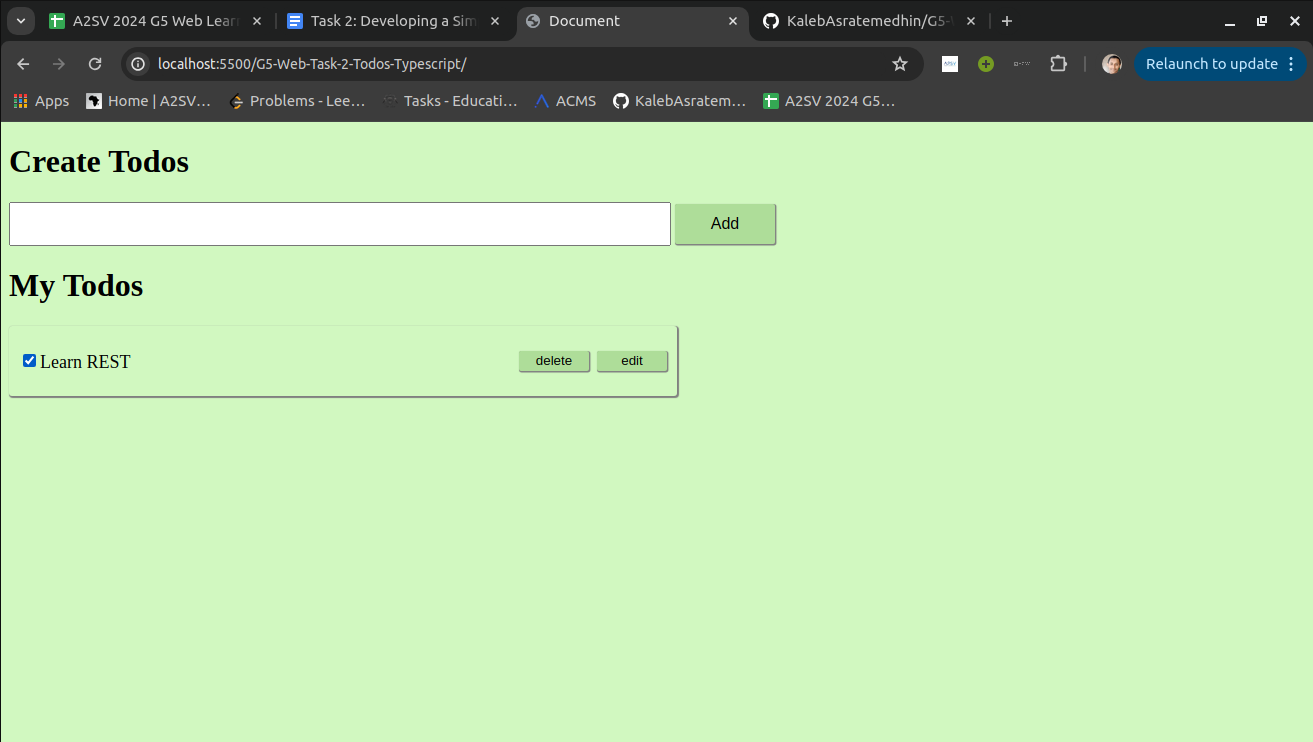 A2SV 2024 G5 Web Lear
Task 2: Developing a Sim
Document
KalebAsratemedhin/G5-
localhost:5500/G5-Web-Task-2-Todos-Typescript/
Relaunch to update
Apps
Home | A2SV…
Problems - Lee…
Tasks - Educati…
ACMS
KalebAsratem…
A2SV 2024 G5…
Create Todos
Add
My Todos
Learn REST
delete
edit